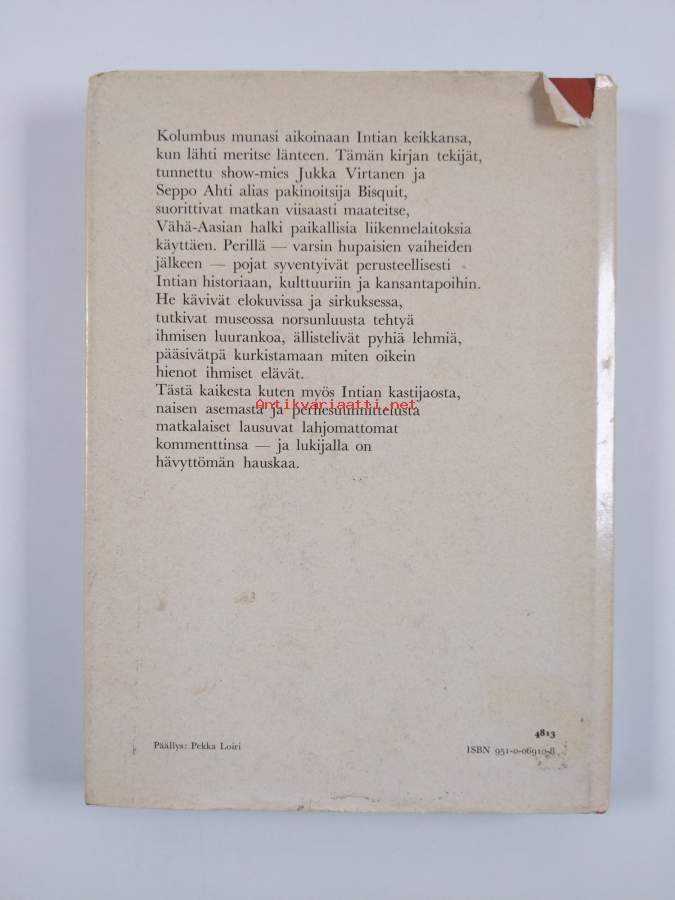 Kolumbus munasi aikoinaan Intian keikkansa,
kun lähti meritse länteen. Tämän kirjan tekijät,
tunnettu show-mies Jukka Virtanen ja
Seppo Ahti alias pakinoitsija Bisquit,
suorittivat matkan viisaasti maateitse,
Vähä-Aasian halki paikallisia liikennelaitoksia
käyttäen. Perillä — varsin hupaisien vaiheiden
jälkeen — pojat syventyivät perusteellisesti
Intian historiaan, kulttuuriin ja kansantapoihin.
He kävivät elokuvissa ja sirkuksessa,
tutkivat museossa norsunluusta tehtyä
ihmisen luurankoa, ällistelivät pyhiä lehmiä,
pääsivätpä kurkistamaan miten oikein
hienot ihmiset elävät.
Tästä kaikesta kuten myös Intian kastijaosta,
Antikvariaatti.net
naisen asemasta ja perhesuunnittelusta
matkalaiset lausuvat lahjomattomat
kommenttinsa — ja lukijalla on
hävyttömän hauskaa.
4813
Päällys: Pekka Loiri
ISBN 951-0-06910-8